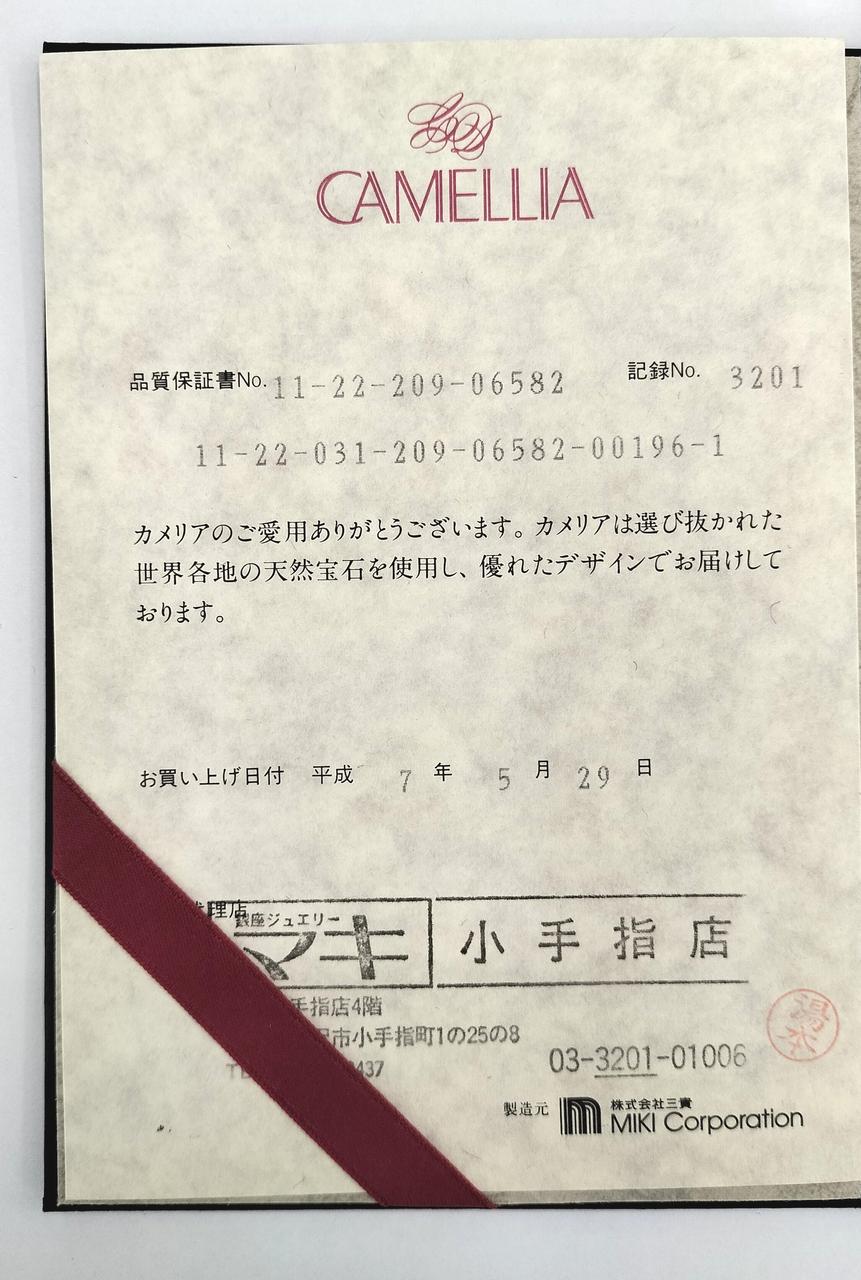 CAMELLIA
品質保証書No. 11-22-209-06582 記録No. 3201
11-22-031-209-06582-00196-1
カメリアのご愛用ありがとうございます。カメリアは選び抜かれた
世界各地の天然宝石を使用し、優れたデザインでお届けして
おります。
お買い上げ日付 平成 7 年 5 月 29 日
理店
銀座ジュエリー
マキ 小手指店
手指店4階
市小手指町1の25の8
437
03-3201-01006
製造元 株式会社三貴
MIKI Corporation